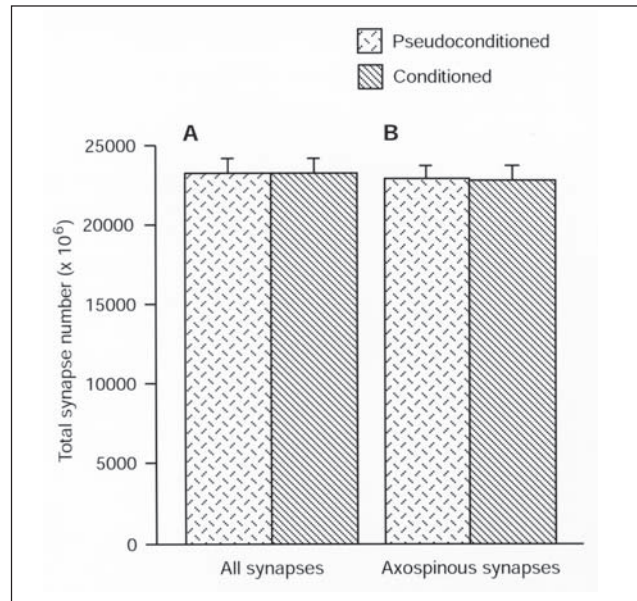 Pseudoconditioned
Conditioned
A
B
Total synapse number (x 10⁶)
25000
20000
15000
10000
5000
0
All synapses
Axospinous synapses